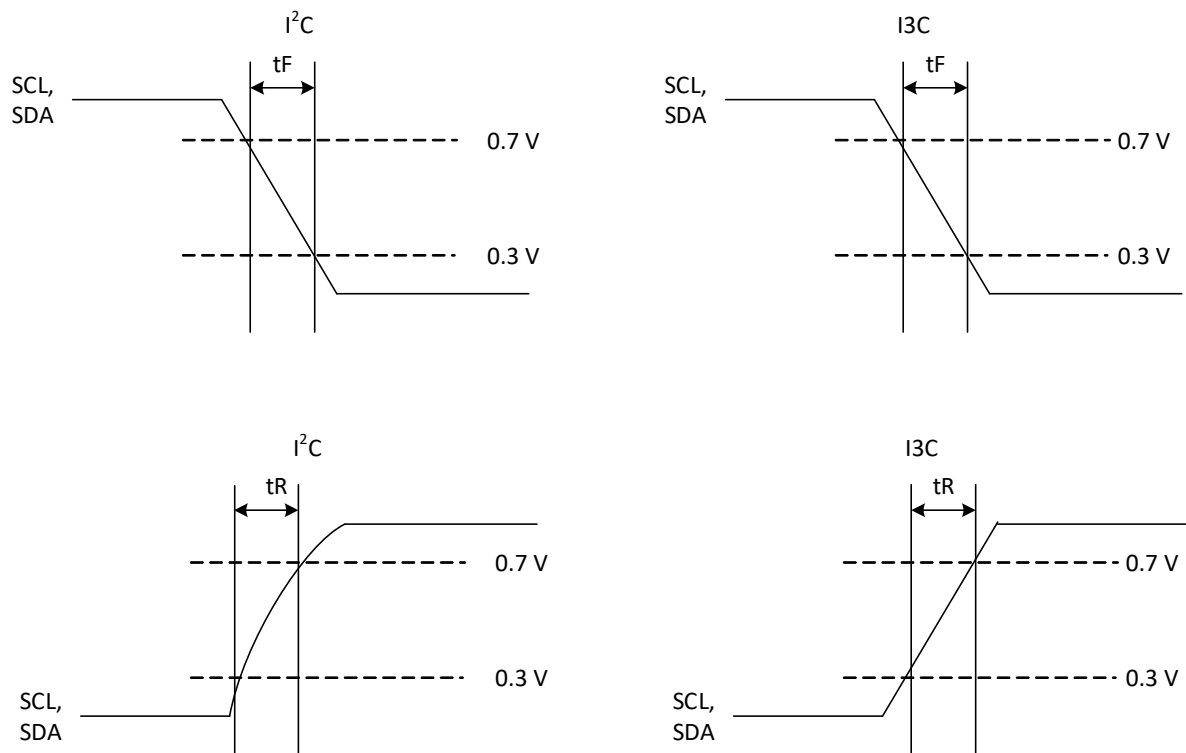 I²C
tF
SCL,
SDA
0.7 V
0.3 V
I3C
tF
SCL,
SDA
0.7 V
0.3 V
I²C
tR
0.7 V
0.3 V
SCL,
SDA
I3C
tR
0.7 V
0.3 V
SCL,
SDA